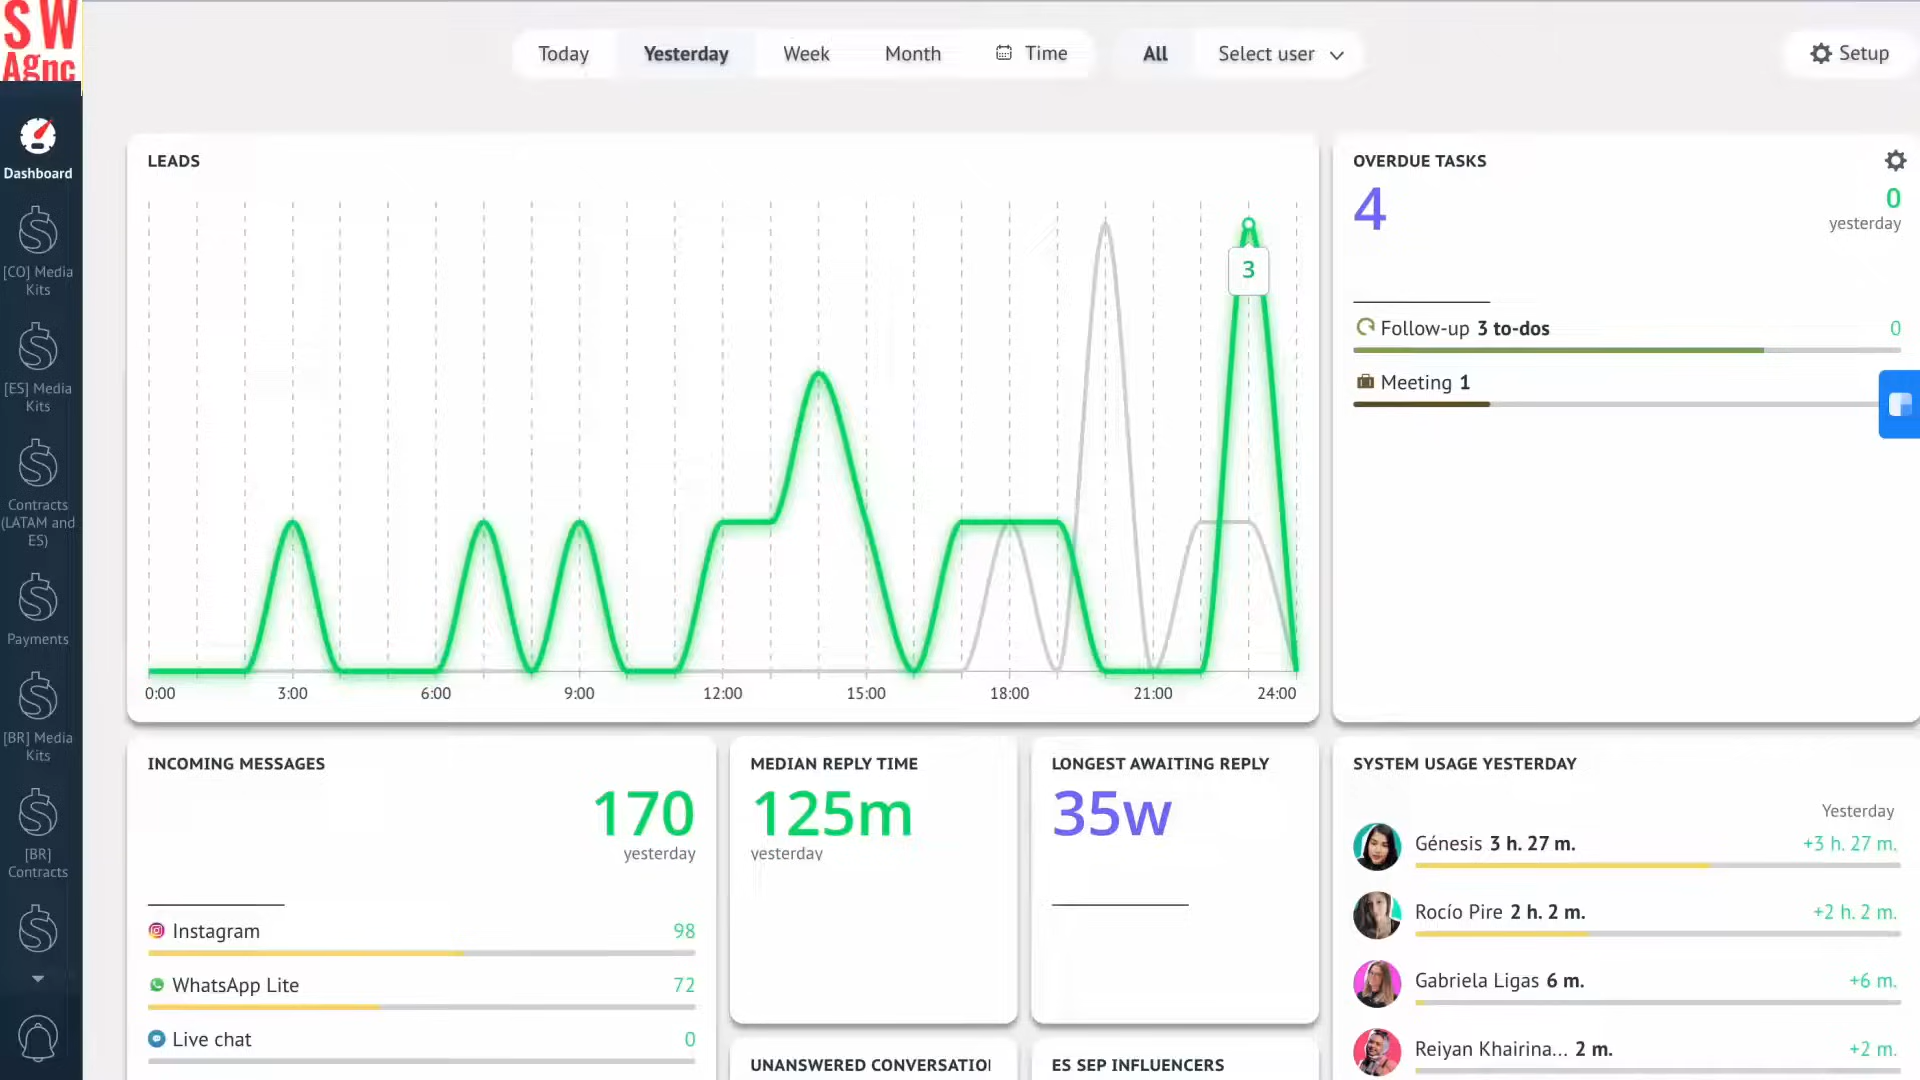 SW
Agnc
Today
Yesterday
Week
Month
Time
All
Select user
Setup
Dashboard
[CO] Media
Kits
[ES] Media
Kits
Contracts
(LATAM and
ES)
Payments
[BR] Media
Kits
[BR]
Contracts
LEADS
3
0:00
3:00
6:00
9:00
12:00
15:00
18:00
21:00
24:00
OVERDUE TASKS
4
0
yesterday
Follow-up 3 to-dos
0
Meeting 1
INCOMING MESSAGES
170
yesterday
Instagram
98
WhatsApp Lite
72
Live chat
0
MEDIAN REPLY TIME
125m
yesterday
LONGEST AWAITING REPLY
35w
SYSTEM USAGE YESTERDAY
Yesterday
Génesis 3 h. 27 m.
+3 h. 27 m.
Rocío Pire 2 h. 2 m.
+2 h. 2 m.
Gabriela Ligas 6 m.
+6 m.
Reiyan Khairina... 2 m.
+2 m.
UNANSWERED CONVERSATIO
ES SEP INFLUENCERS